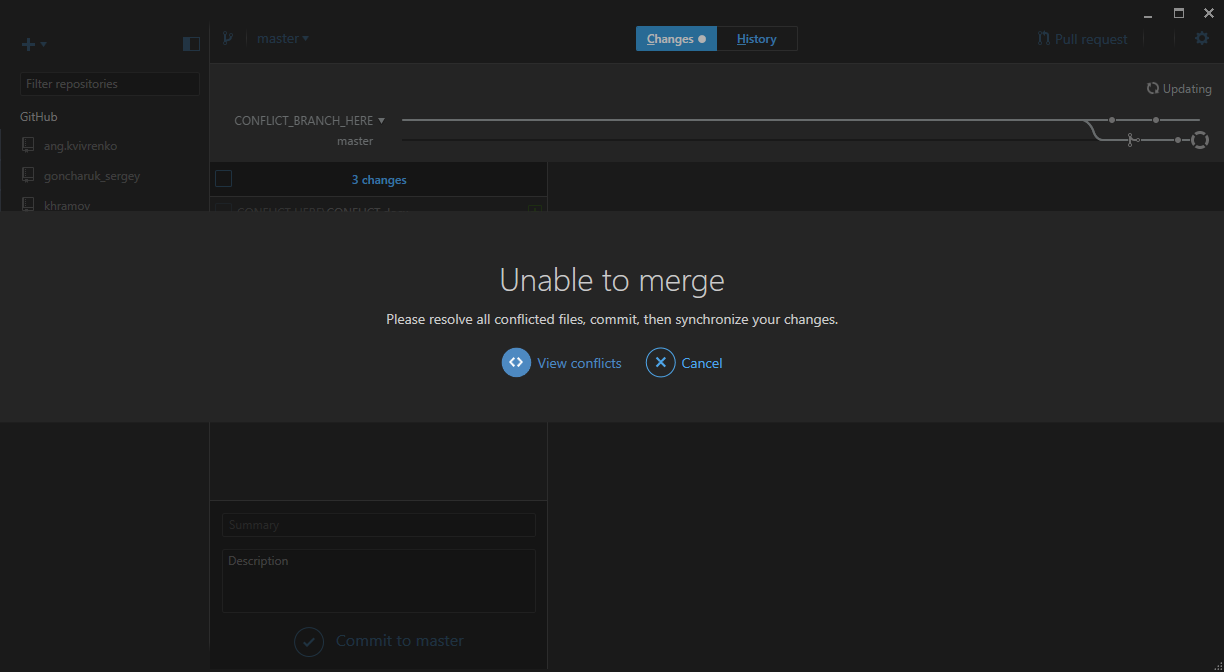 master
Changes
History
Pull request
Filter repositories
Updating
GitHub
CONFLICT_BRANCH_HERE
master
ang.kvivrenko
goncharuk_sergey
khramov
3 changes
Unable to merge
Please resolve all conflicted files, commit, then synchronize your changes.
View conflicts
Cancel
Summary
Description
Commit to master